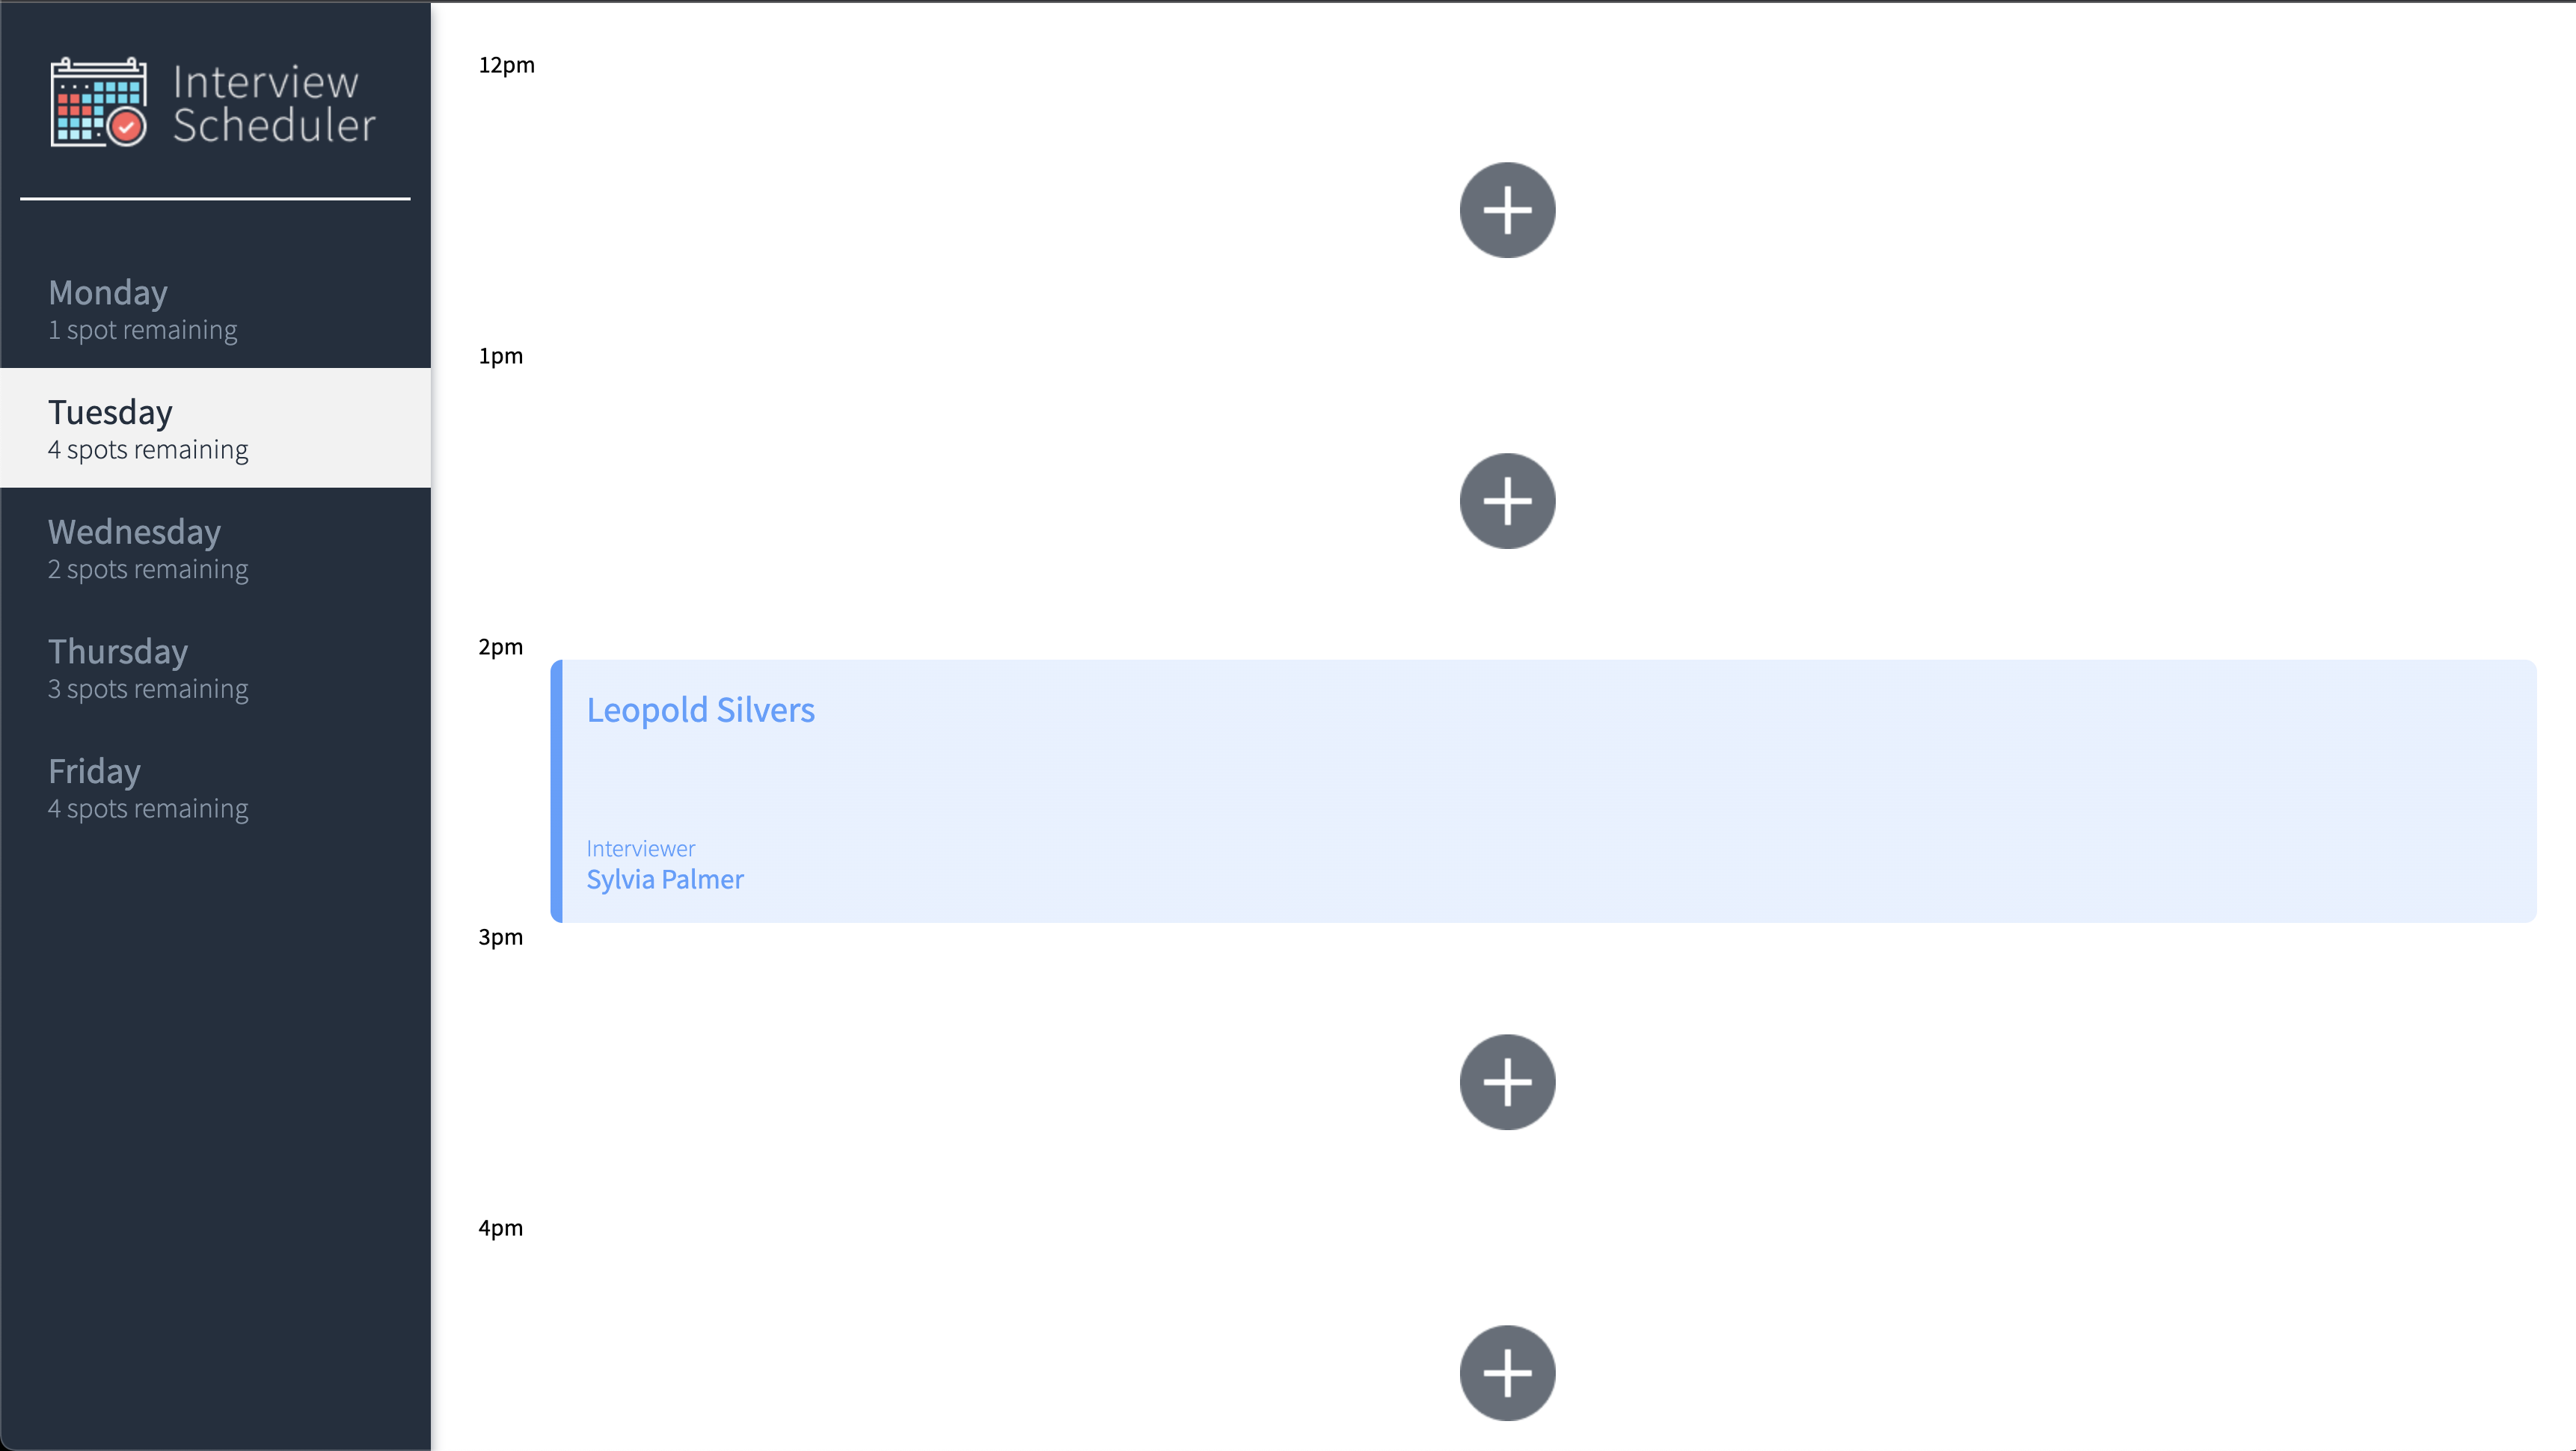 Interview
Scheduler
Monday
1 spot remaining
Tuesday
4 spots remaining
Wednesday
2 spots remaining
Thursday
3 spots remaining
Friday
4 spots remaining
12pm
1pm
2pm
Leopold Silvers
Interviewer
Sylvia Palmer
3pm
4pm